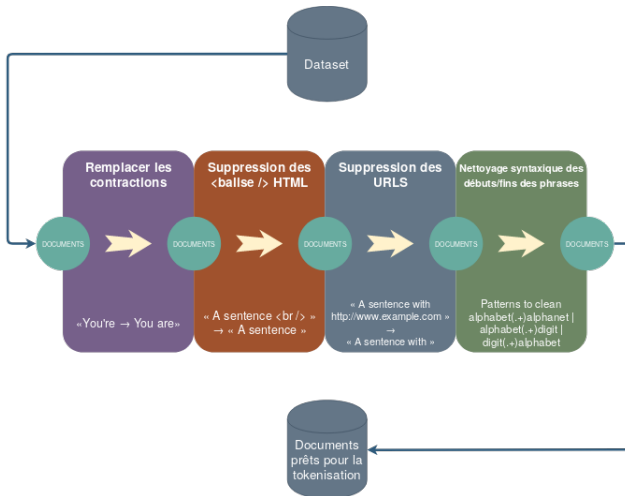 Dataset
Remplacer les
contractions
Suppression des
<balise /> HTML
Suppression des
URLS
Nettoyage syntaxique des
débuts/fins des phrases
DOCUMENTS
DOCUMENTS
DOCUMENTS
DOCUMENTS
DOCUMENTS
«You're → You are»
« A sentence <br /> »
→ « A sentence »
« A sentence with
http://www.example.com »
→
« A sentence with »
Patterns to clean
alphabet(.+)alphanet |
alphabet(.+)digit |
digit(.+)alphabet
Documents
prêts pour la
tokenisation